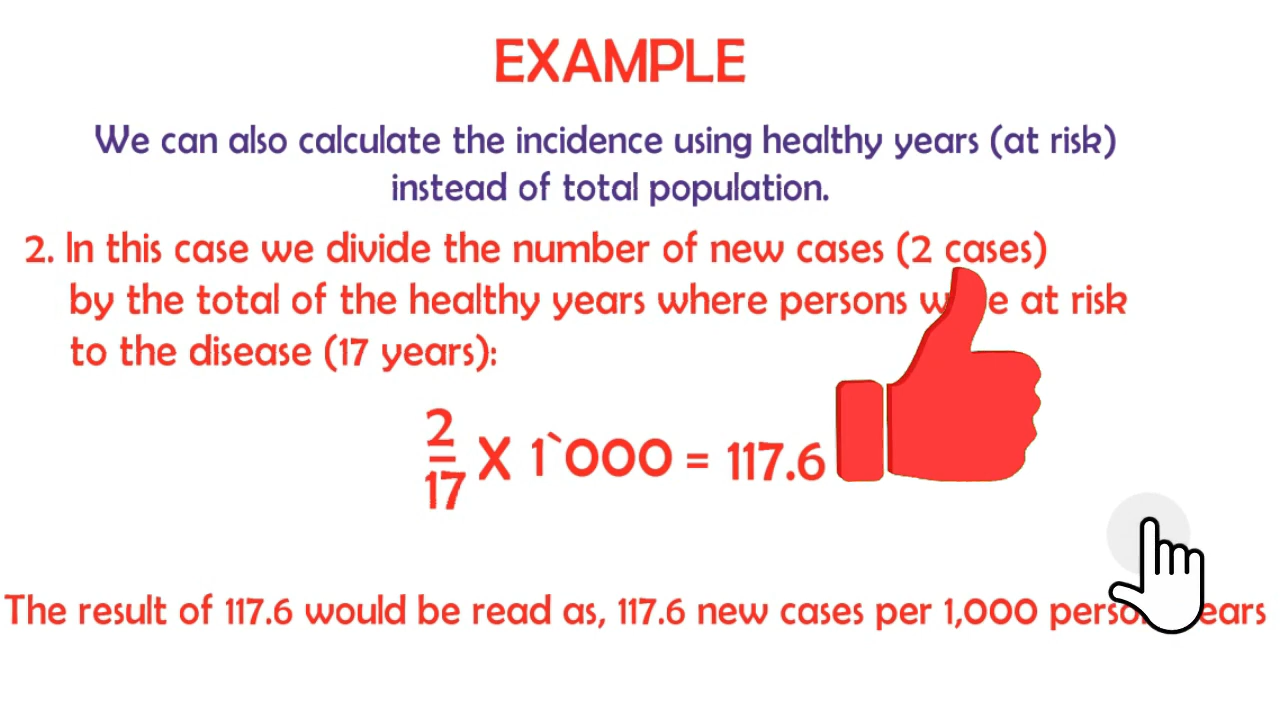 EXAMPLE
We can also calculate the incidence using healthy years (at risk)
instead of total population.
2. In this case we divide the number of new cases (2 cases)
by the total of the healthy years where persons were at risk
to the disease (17 years):
2
17
X 1`000 = 117.6
The result of 117.6 would be read as, 117.6 new cases per 1,000 person years